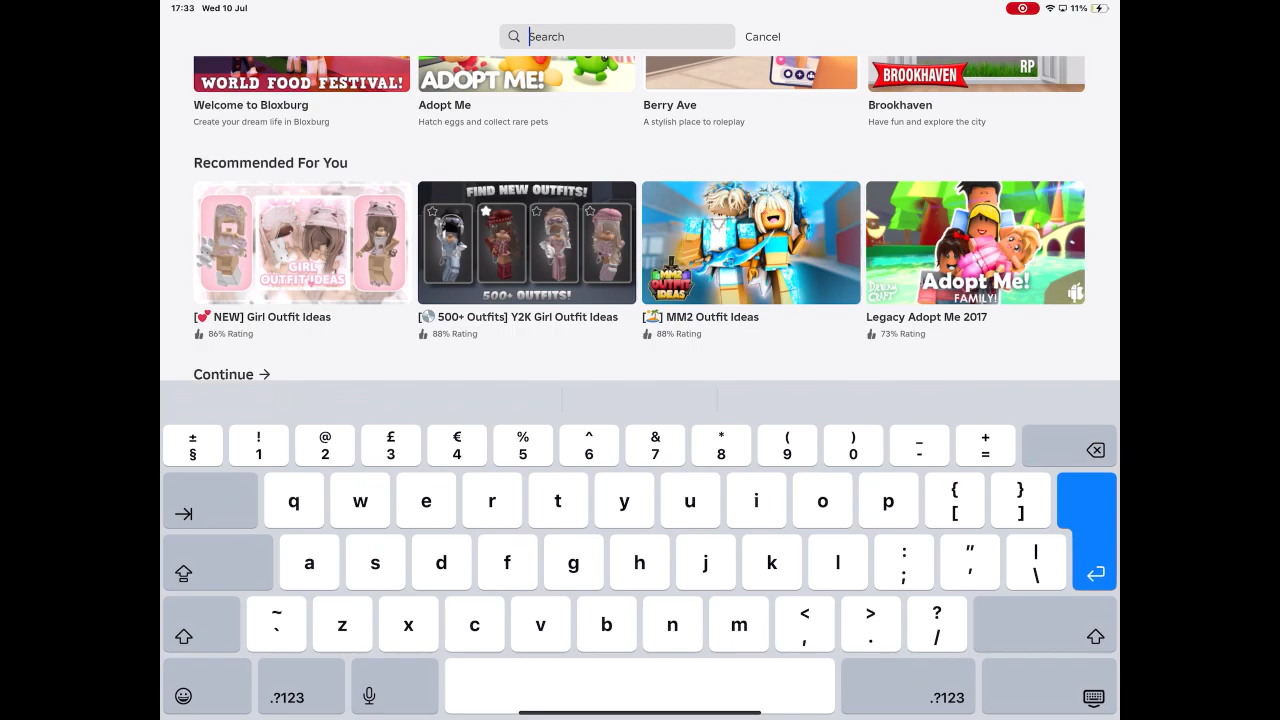 17:33 Wed 10 Jul
11%
Search Cancel
WORLD FOOD FESTIVAL!
ADOPT ME!
BROOKHAVEN RP
Welcome to Bloxburg
Create your dream life in Bloxburg
Adopt Me
Hatch eggs and collect rare pets
Berry Ave
A stylish place to roleplay
Brookhaven
Have fun and explore the city
Recommended For You
GIRL
OUTFIT IDEAS
FIND NEW OUTFITS!
500+ OUTFITS!
MM2
OUTFIT
IDEAS
Adopt Me!
FAMILY!
DREAM
CRAFT
[💕 NEW] Girl Outfit Ideas
86% Rating
[💿 500+ Outfits] Y2K Girl Outfit Ideas
88% Rating
[🏝️] MM2 Outfit Ideas
88% Rating
Legacy Adopt Me 2017
73% Rating
Continue →
± ! @ £ € % ^ & * ( ) _ +
§ 1 2 3 4 5 6 7 8 9 0 - =
q w e r t y u i o p { [ } ]
a s d f g h j k l : ; " ' | \
~ ` z x c v b n m < , > . ? /
.?123 .?123